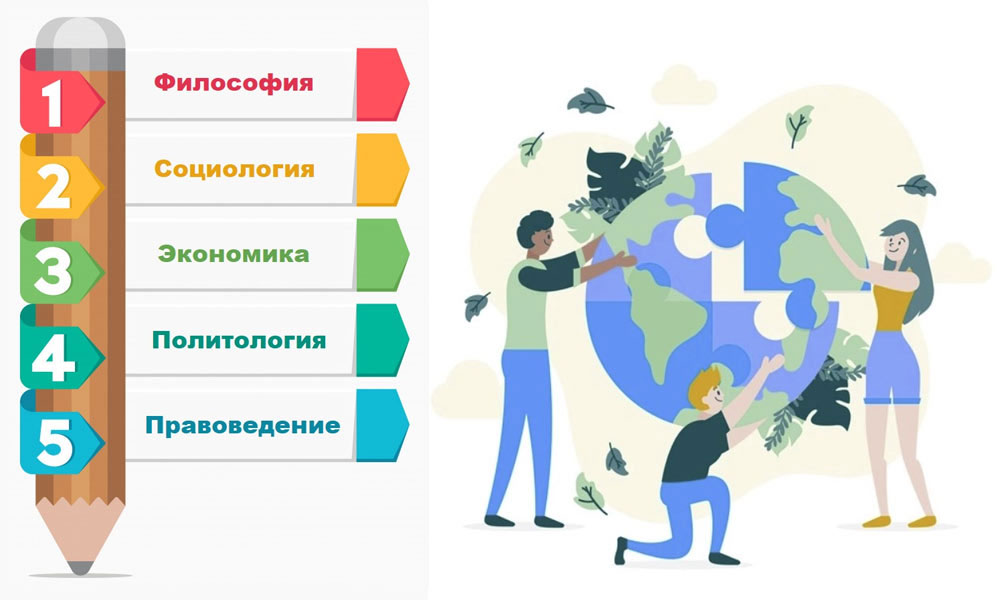 1
Философия
2
Социология
3
Экономика
4
Политология
5
Правоведение